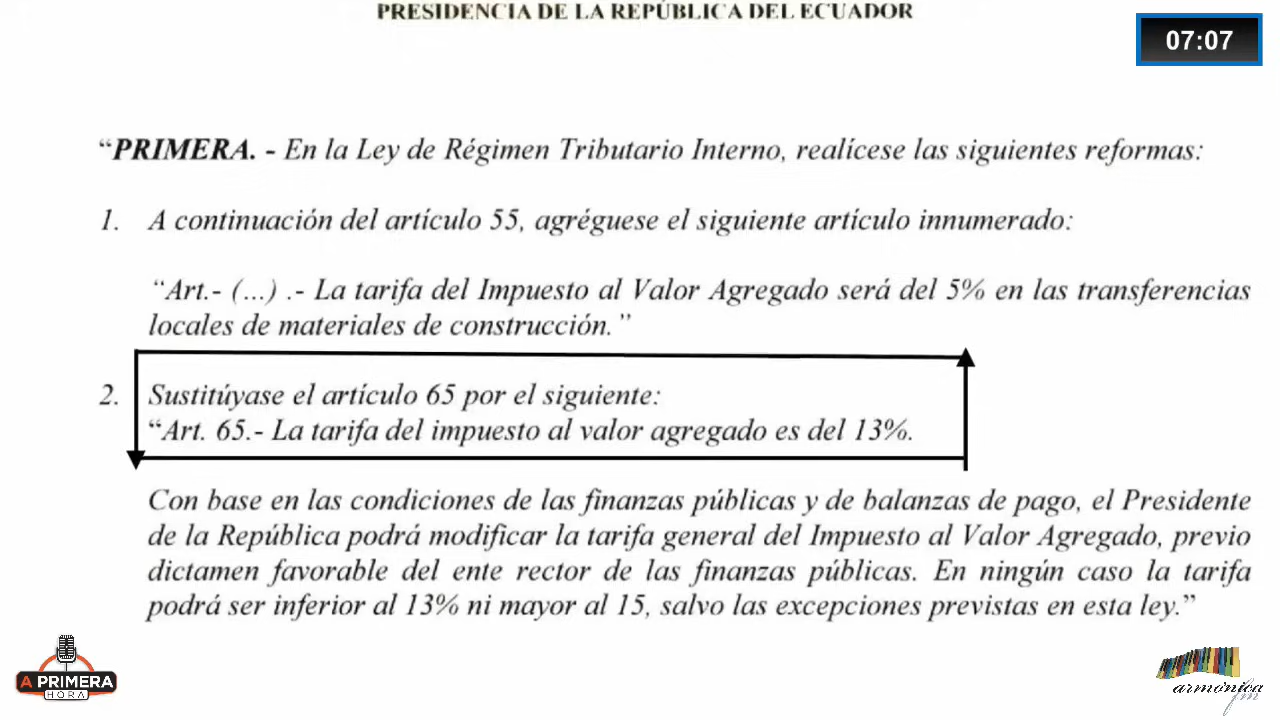 PRESIDENCIA DE LA REPÚBLICA DEL ECUADOR
07:07
“PRIMERA. - En la Ley de Régimen Tributario Interno, realícese las siguientes reformas:
1. A continuación del artículo 55, agréguese el siguiente artículo innumerado:
“Art.- (...) .- La tarifa del Impuesto al Valor Agregado será del 5% en las transferencias
locales de materiales de construcción.”
2. Sustitúyase el artículo 65 por el siguiente:
“Art. 65.- La tarifa del impuesto al valor agregado es del 13%.
Con base en las condiciones de las finanzas públicas y de balanzas de pago, el Presidente
de la República podrá modificar la tarifa general del Impuesto al Valor Agregado, previo
dictamen favorable del ente rector de las finanzas públicas. En ningún caso la tarifa
podrá ser inferior al 13% ni mayor al 15, salvo las excepciones previstas en esta ley.”
A PRIMERA
HORA
armónica
fm